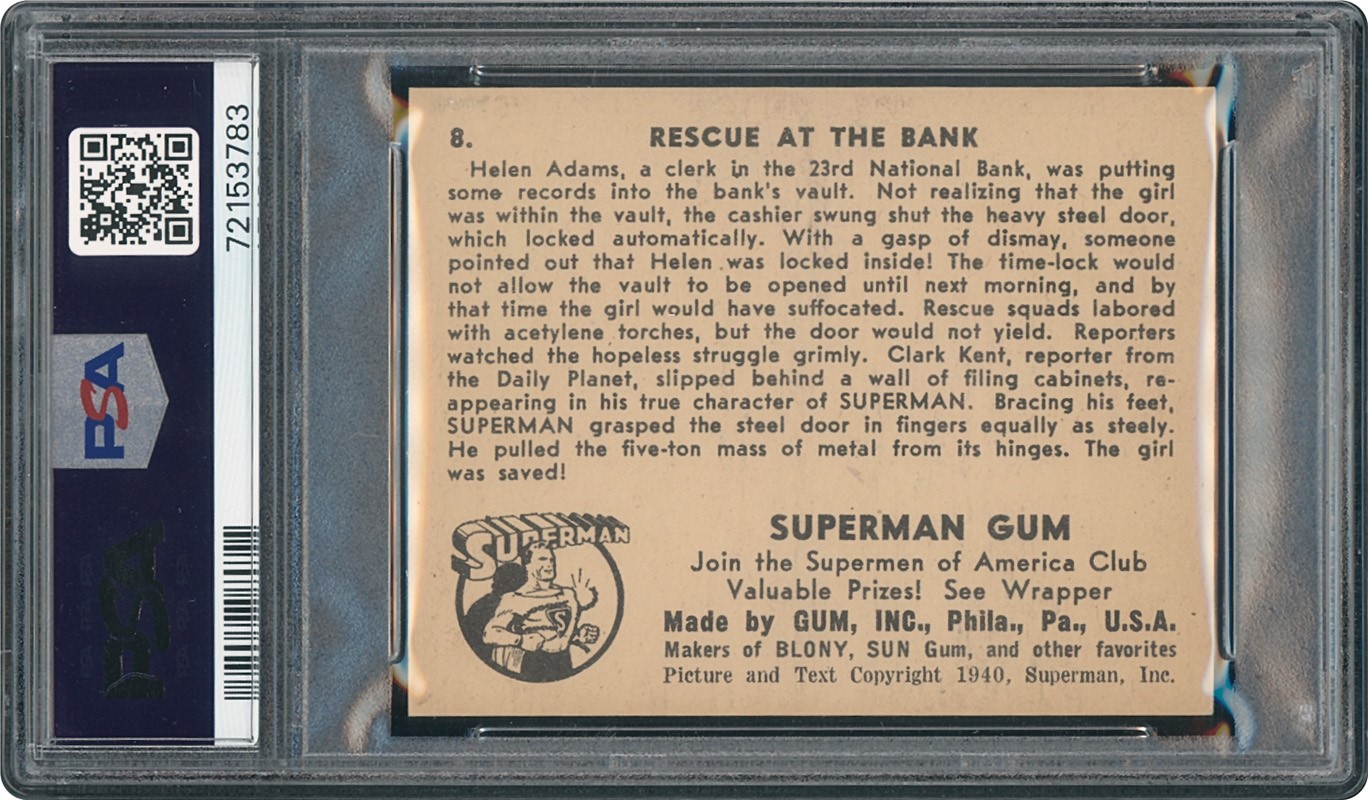 72153783
PSA
PSA
8. RESCUE AT THE BANK
Helen Adams, a clerk in the 23rd National Bank, was putting
some records into the bank's vault. Not realizing that the girl
was within the vault, the cashier swung shut the heavy steel door,
which locked automatically. With a gasp of dismay, someone
pointed out that Helen was locked inside! The time-lock would
not allow the vault to be opened until next morning, and by
that time the girl would have suffocated. Rescue squads labored
with acetylene torches, but the door would not yield. Reporters
watched the hopeless struggle grimly. Clark Kent, reporter from
the Daily Planet, slipped behind a wall of filing cabinets, re-
appearing in his true character of SUPERMAN. Bracing his feet,
SUPERMAN grasped the steel door in fingers equally as steely.
He pulled the five-ton mass of metal from its hinges. The girl
was saved!
SUPERMAN
S
SUPERMAN GUM
Join the Supermen of America Club
Valuable Prizes! See Wrapper
Made by GUM, INC., Phila., Pa., U.S.A.
Makers of BLONY, SUN Gum, and other favorites
Picture and Text Copyright 1940, Superman, Inc.